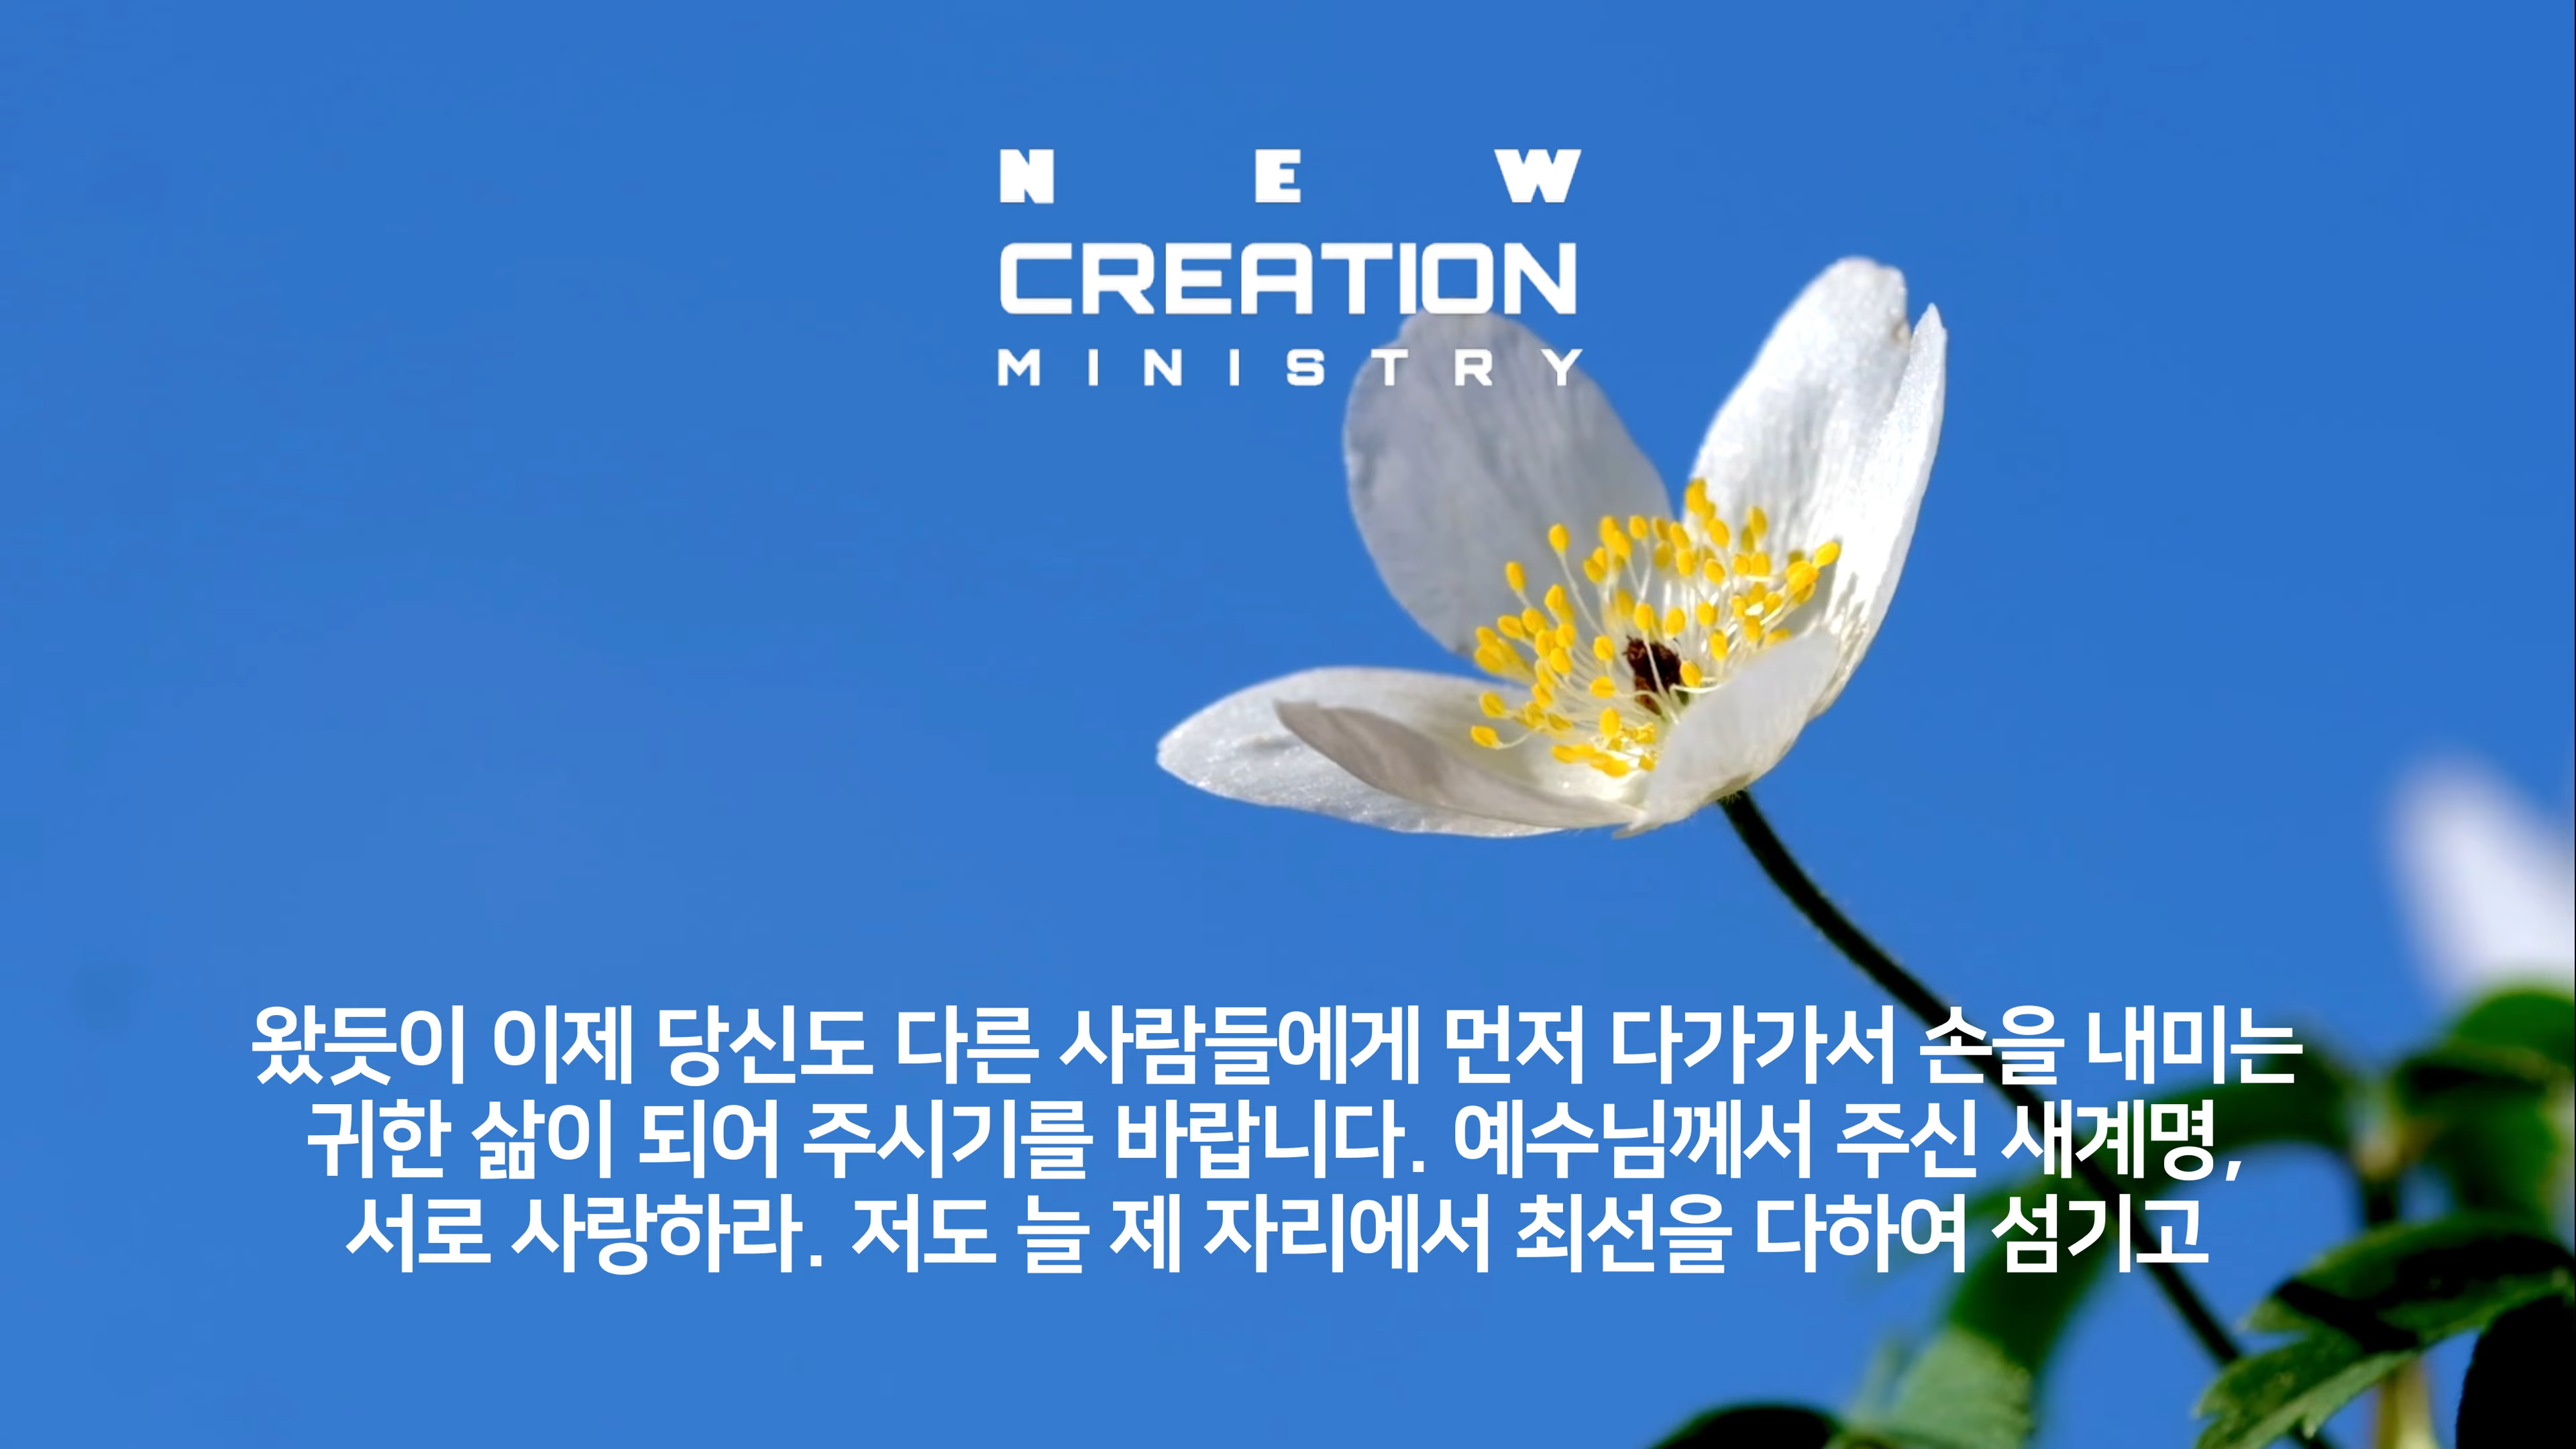 NEW
CREATION
MINISTRY
왔듯이 이제 당신도 다른 사람들에게 먼저 다가가서 손을 내미는
귀한 삶이 되어 주시기를 바랍니다. 예수님께서 주신 새계명,
서로 사랑하라. 저도 늘 제 자리에서 최선을 다하여 섬기고